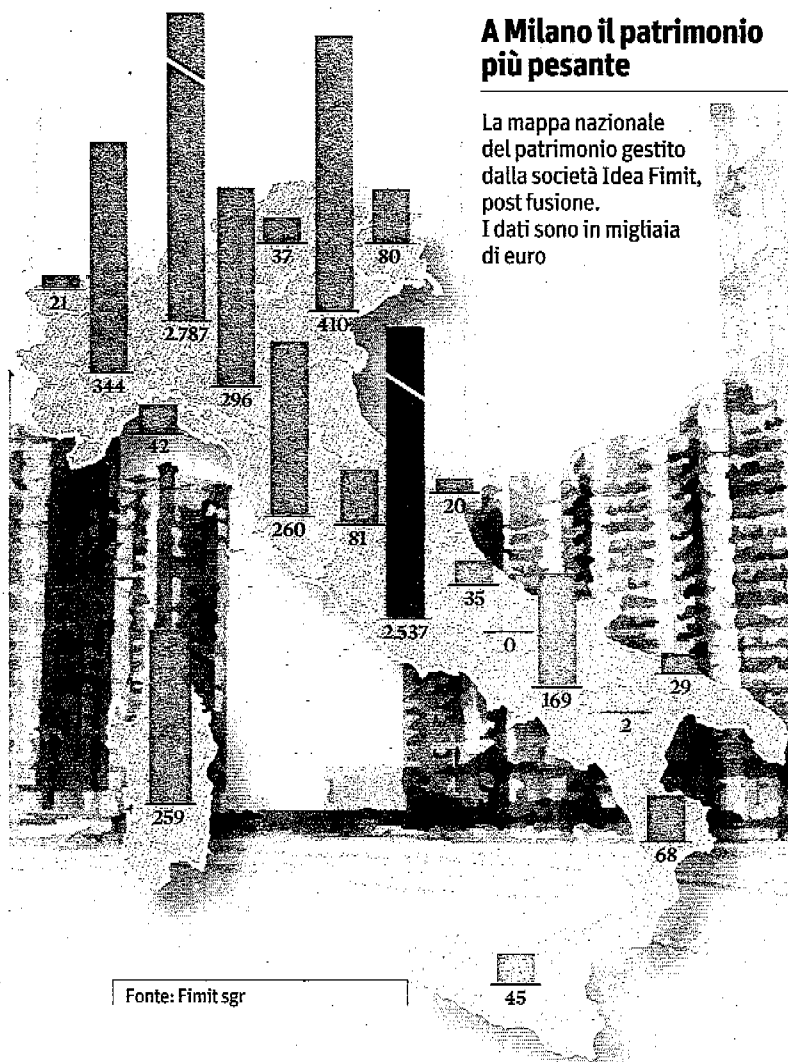 A Milano il patrimonio
più pesante
La mappa nazionale
del patrimonio gestito
dalla società Idea Fimit,
post fusione.
I dati sono in migliaia
di euro
37
80
21
2.787
410
344
296
42
20
260
81
35
2.537
0
29
169
2
259
68
Fonte: Fimit sgr
45